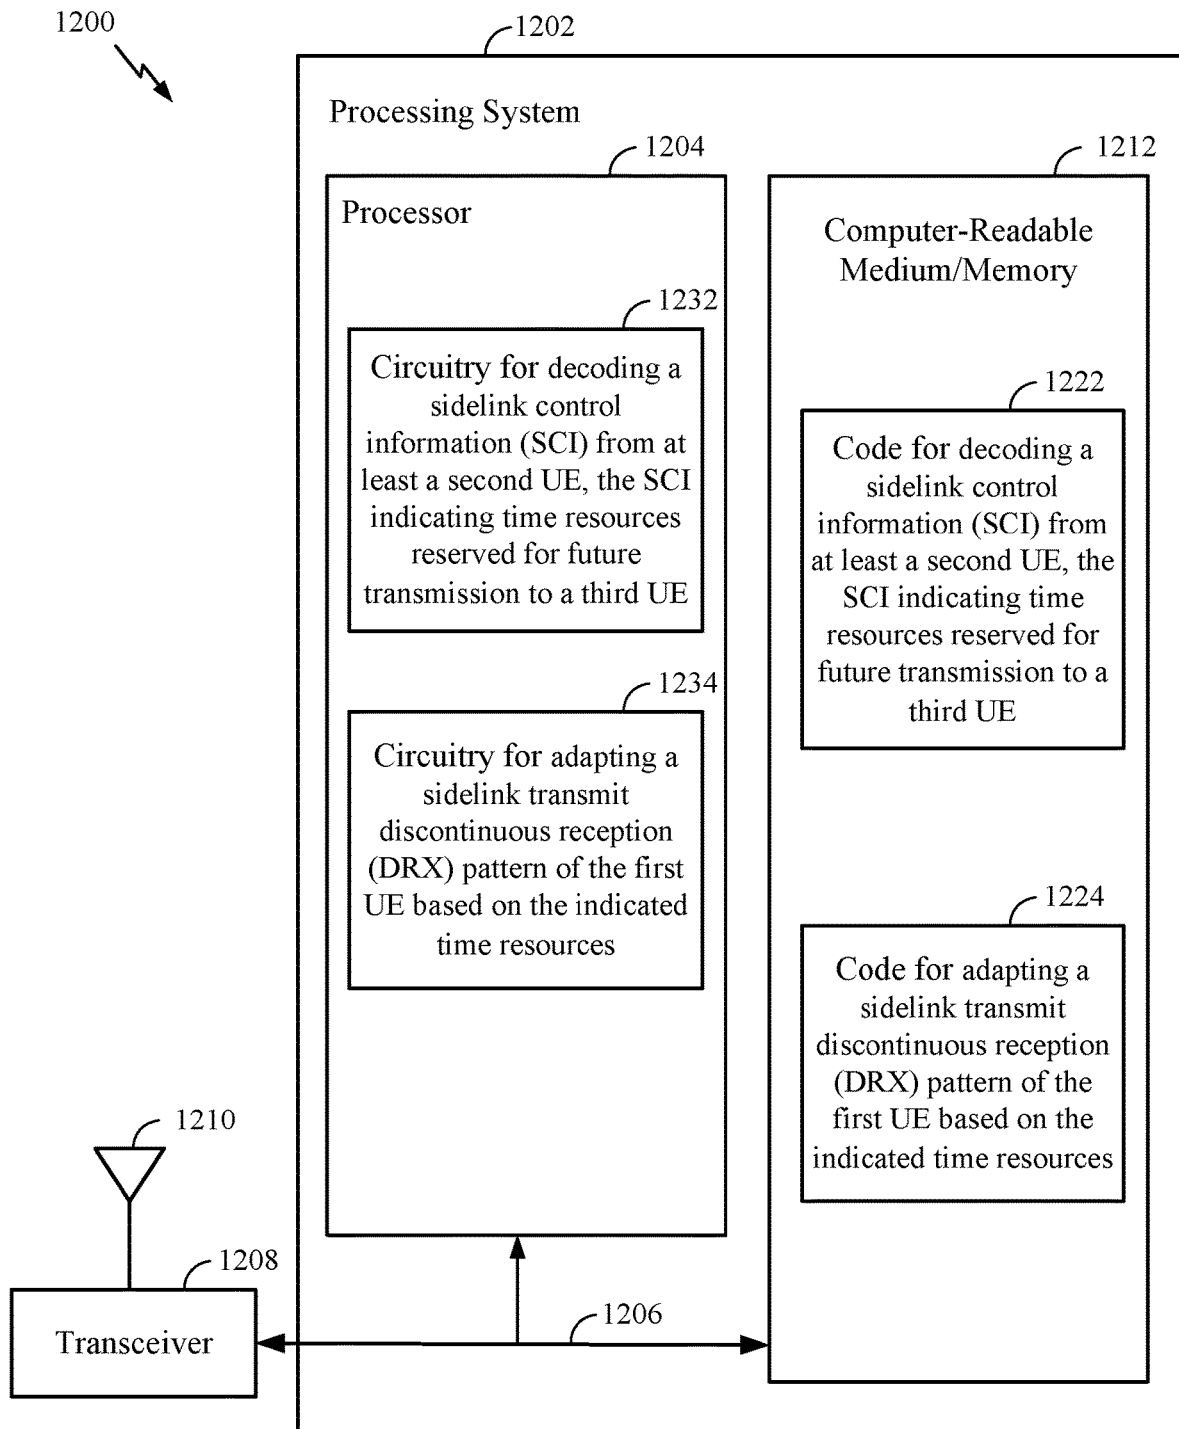 1200
1202
Processing System
1204
Processor
1232
Circuitry for decoding a
sidelink control
information (SCI) from at
least a second UE, the SCI
indicating time resources
reserved for future
transmission to a third UE
1234
Circuitry for adapting a
sidelink transmit
discontinuous reception
(DRX) pattern of the first
UE based on the indicated
time resources
1212
Computer-Readable
Medium/Memory
1222
Code for decoding a
sidelink control
information (SCI) from
at least a second UE, the
SCI indicating time
resources reserved for
future transmission to a
third UE
1224
Code for adapting a
sidelink transmit
discontinuous reception
(DRX) pattern of the
first UE based on the
indicated time resources
1210
1208
Transceiver
1206